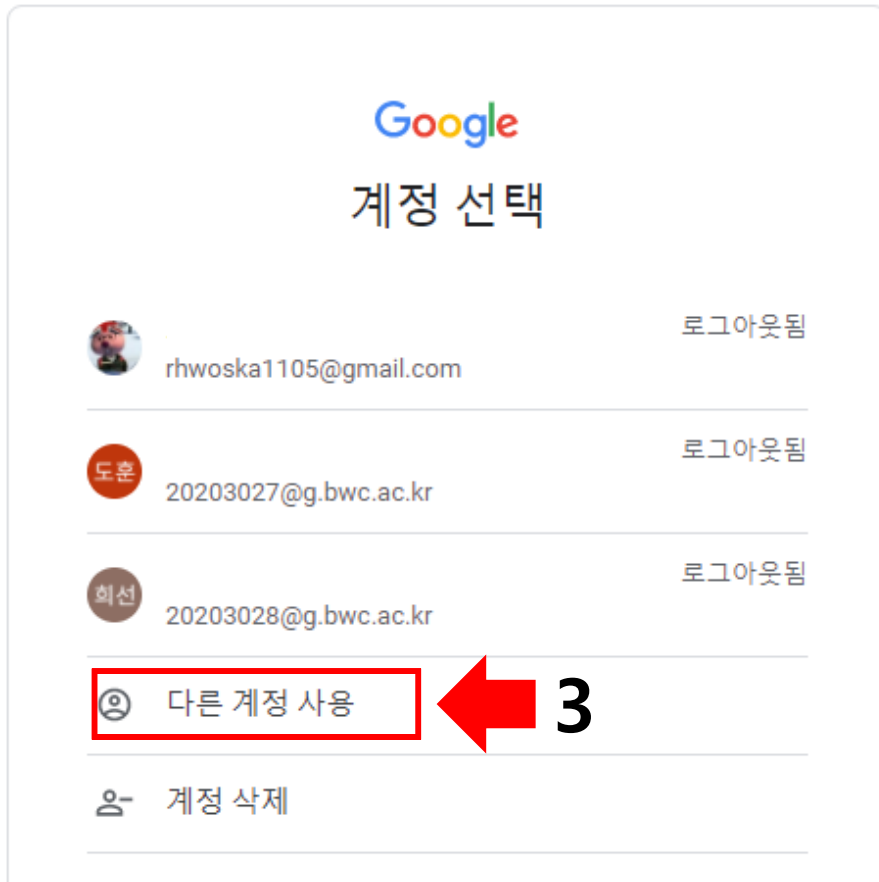 Google
계정 선택
로그아웃됨
rhwoska1105@gmail.com
로그아웃됨
도훈
20203027@g.bwc.ac.kr
로그아웃됨
희선
20203028@g.bwc.ac.kr
다른 계정 사용
3
계정 삭제